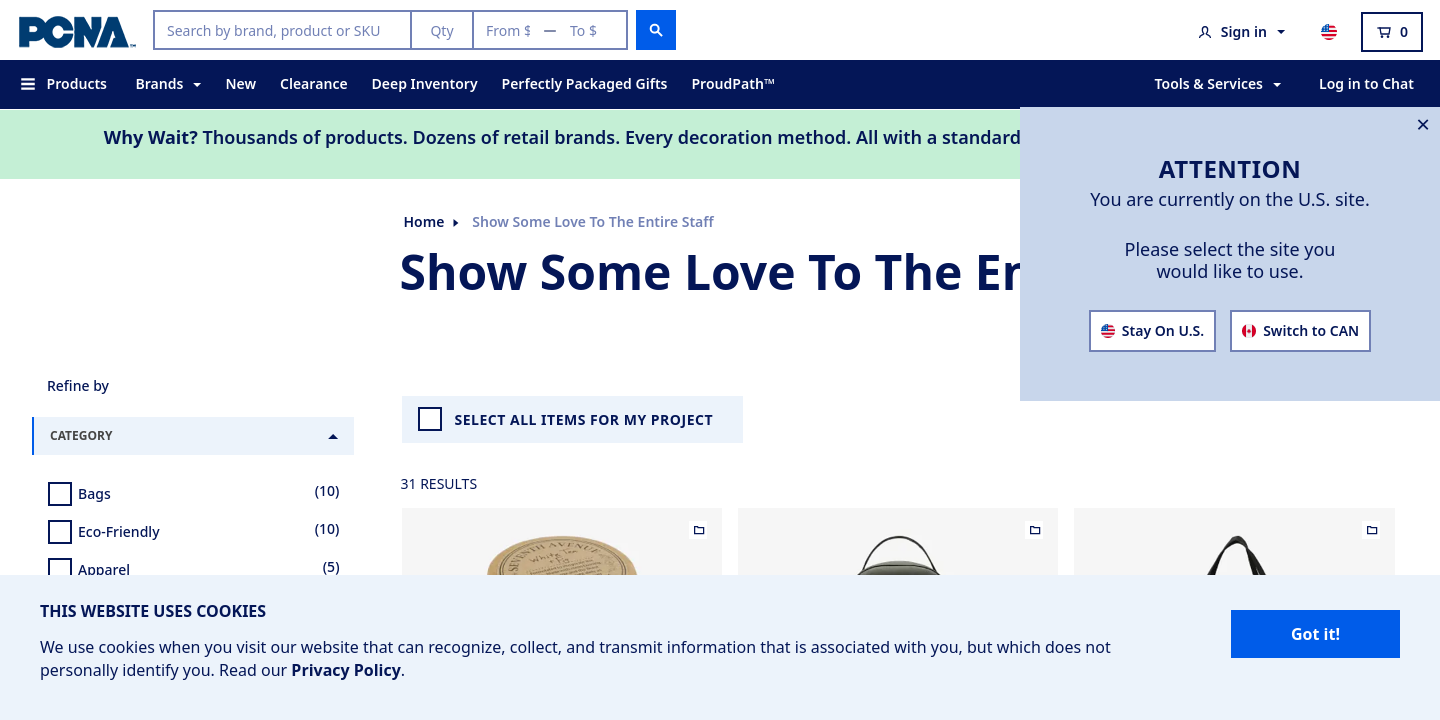 PCNA™
Search by brand, product or SKU
Qty
From $
—
To $
Sign in
0
Products
Brands
New
Clearance
Deep Inventory
Perfectly Packaged Gifts
ProudPath™
Tools & Services
Log in to Chat
Why Wait? Thousands of products. Dozens of retail brands. Every decoration method. All with a standard
ATTENTION
You are currently on the U.S. site.
Please select the site you
would like to use.
Stay On U.S.
Switch to CAN
Home
Show Some Love To The Entire Staff
Show Some Love To The En
Refine by
CATEGORY
Bags (10)
Eco-Friendly (10)
Apparel (5)
SELECT ALL ITEMS FOR MY PROJECT
31 RESULTS
SEVENTH AVENUE
THIS WEBSITE USES COOKIES
We use cookies when you visit our website that can recognize, collect, and transmit information that is associated with you, but which does not
personally identify you. Read our Privacy Policy.
Got it!